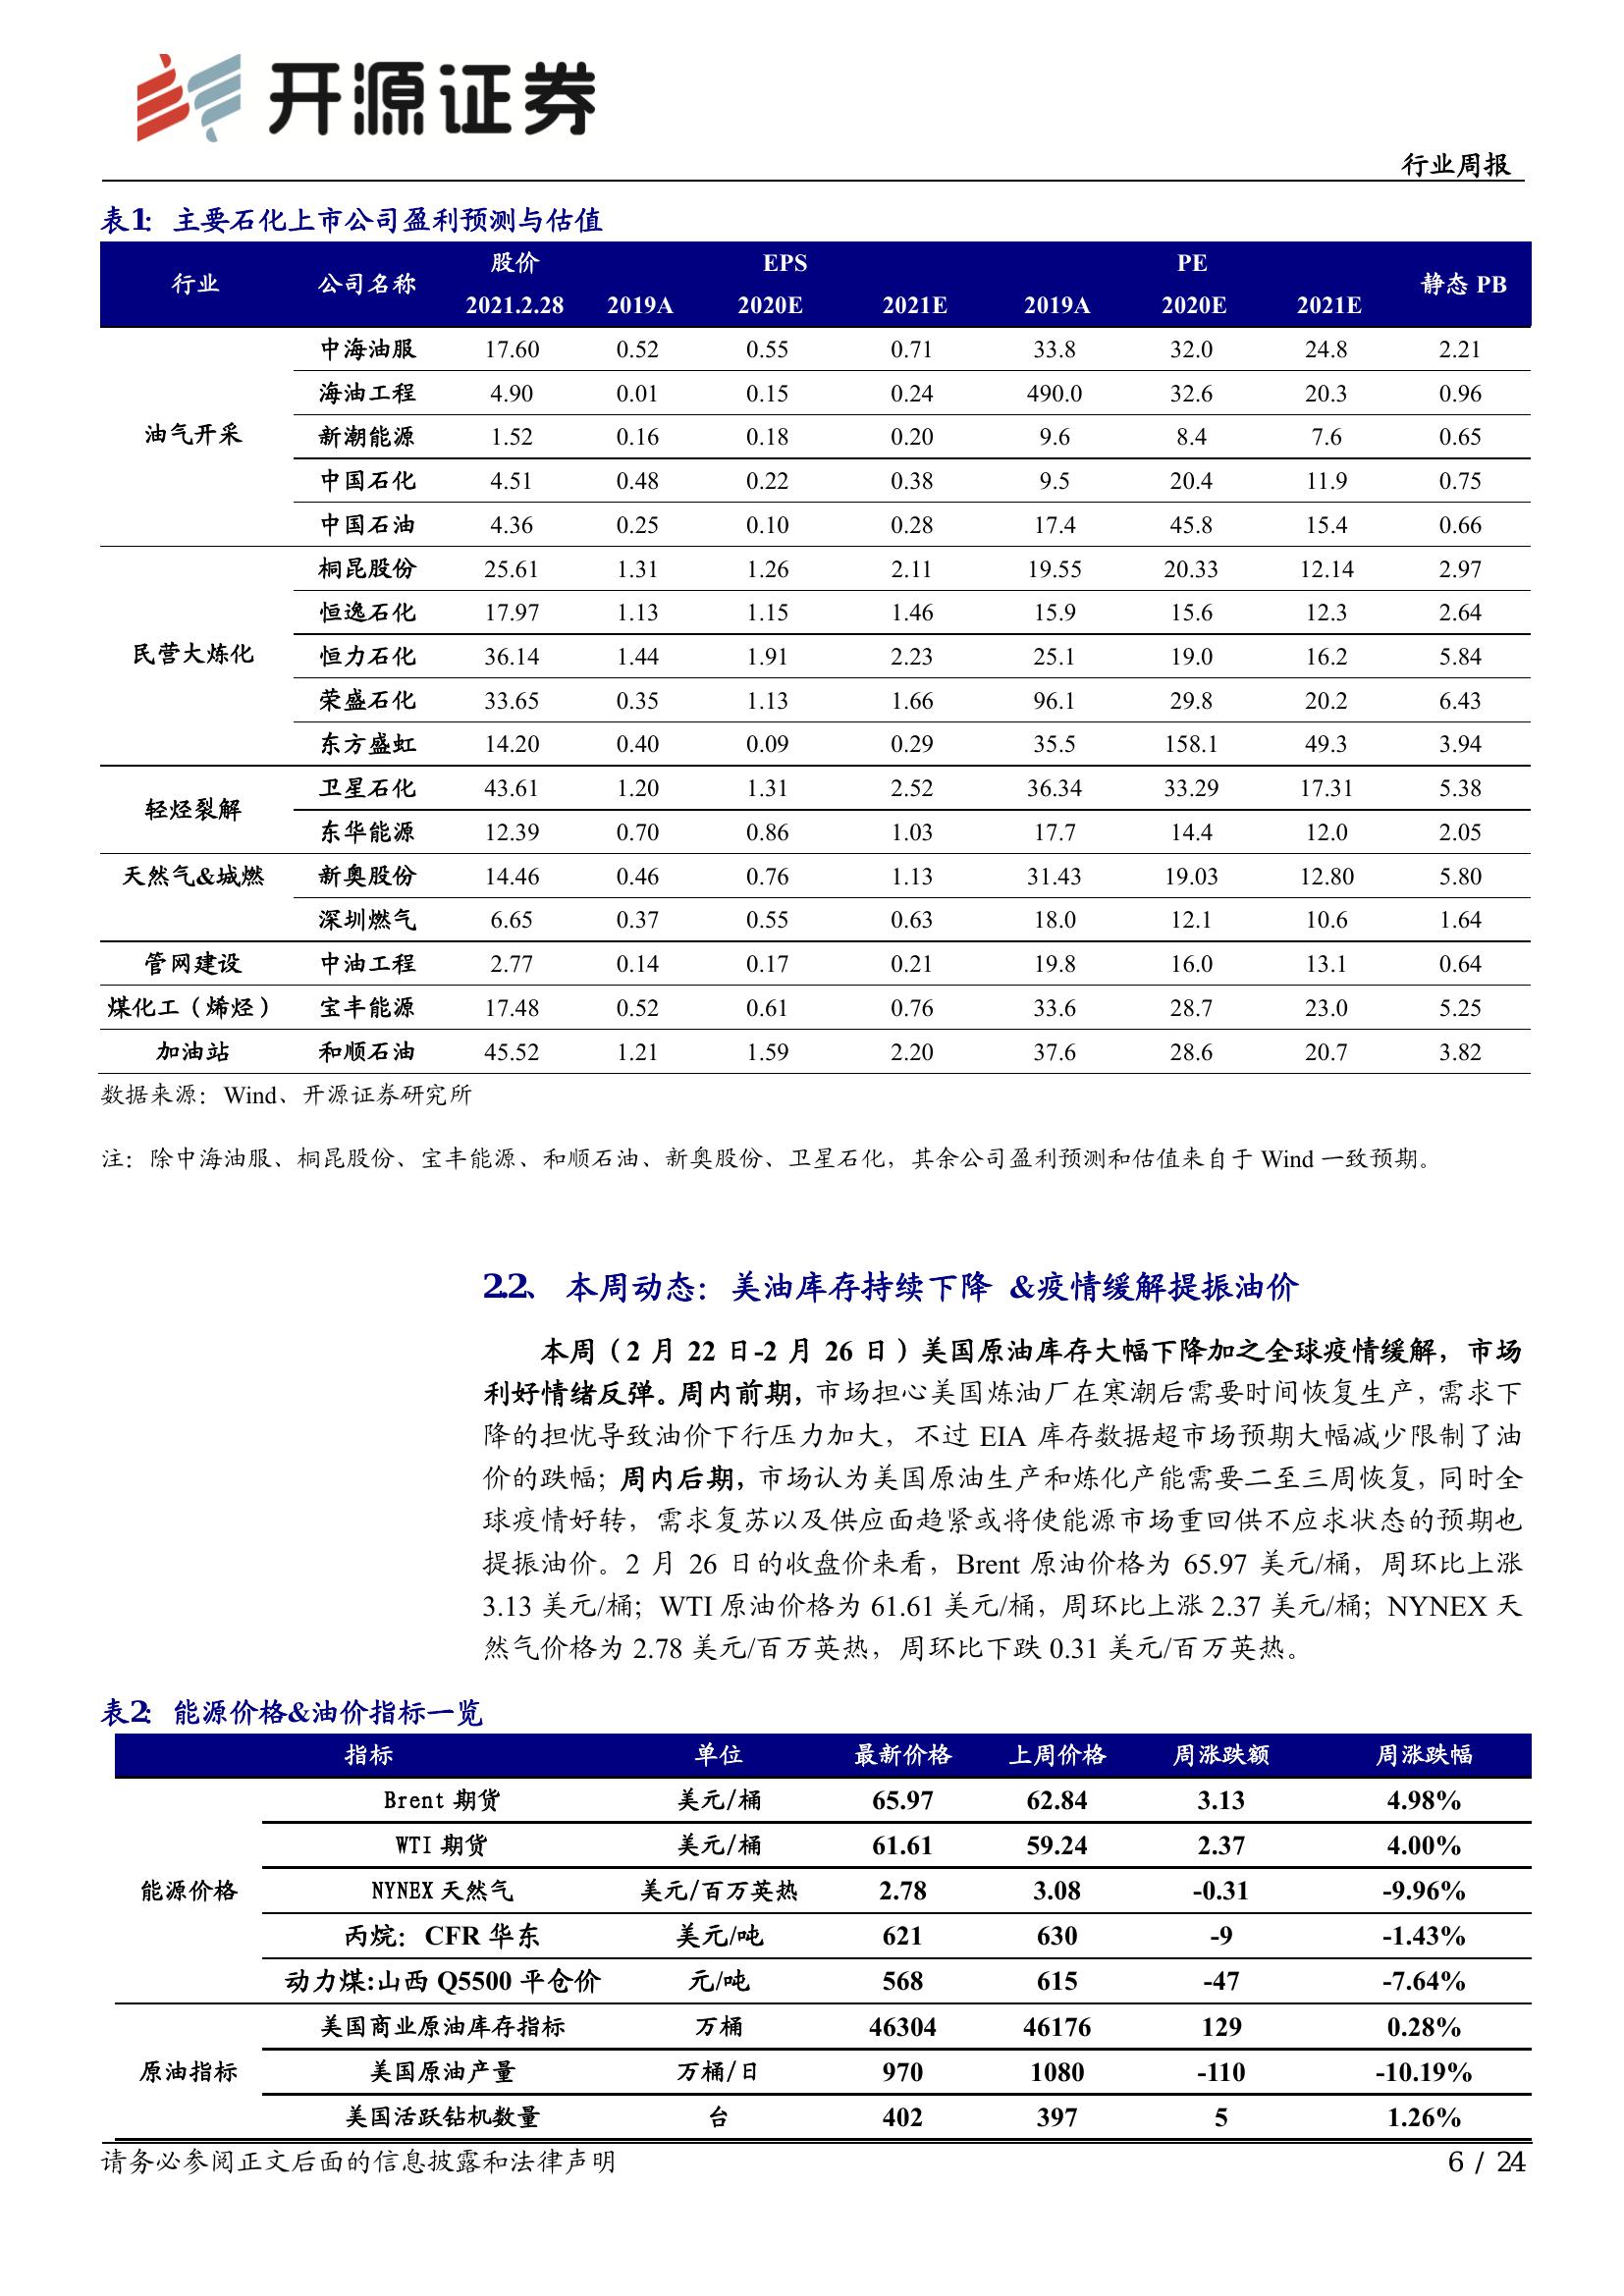 开源证券
行业周报
表1: 主要石化上市公司盈利预测与估值
行业 公司名称 股价 EPS PE 静态 PB
2021.2.28 2019A 2020E 2021E 2019A 2020E 2021E
油气开采 中海油服 17.60 0.52 0.55 0.71 33.8 32.0 24.8 2.21
海油工程 4.90 0.01 0.15 0.24 490.0 32.6 20.3 0.96
新潮能源 1.52 0.16 0.18 0.20 9.6 8.4 7.6 0.65
中国石化 4.51 0.48 0.22 0.38 9.5 20.4 11.9 0.75
中国石油 4.36 0.25 0.10 0.28 17.4 45.8 15.4 0.66
民营大炼化 桐昆股份 25.61 1.31 1.26 2.11 19.55 20.33 12.14 2.97
恒逸石化 17.97 1.13 1.15 1.46 15.9 15.6 12.3 2.64
恒力石化 36.14 1.44 1.91 2.23 25.1 19.0 16.2 5.84
荣盛石化 33.65 0.35 1.13 1.66 96.1 29.8 20.2 6.43
东方盛虹 14.20 0.40 0.09 0.29 35.5 158.1 49.3 3.94
轻烃裂解 卫星石化 43.61 1.20 1.31 2.52 36.34 33.29 17.31 5.38
东华能源 12.39 0.70 0.86 1.03 17.7 14.4 12.0 2.05
天然气&城燃 新奥股份 14.46 0.46 0.76 1.13 31.43 19.03 12.80 5.80
深圳燃气 6.65 0.37 0.55 0.63 18.0 12.1 10.6 1.64
管网建设 中油工程 2.77 0.14 0.17 0.21 19.8 16.0 13.1 0.64
煤化工（烯烃） 宝丰能源 17.48 0.52 0.61 0.76 33.6 28.7 23.0 5.25
加油站 和顺石油 45.52 1.21 1.59 2.20 37.6 28.6 20.7 3.82
数据来源：Wind、开源证券研究所
注：除中海油服、桐昆股份、宝丰能源、和顺石油、新奥股份、卫星石化，其余公司盈利预测和估值来自于 Wind 一致预期。
2.2、 本周动态：美油库存持续下降 &疫情缓解提振油价
本周（2 月 22 日-2 月 26 日）美国原油库存大幅下降加之全球疫情缓解，市场
利好情绪反弹。周内前期，市场担心美国炼油厂在寒潮后需要时间恢复生产，需求下
降的担忧导致油价下行压力加大，不过 EIA 库存数据超市场预期大幅减少限制了油
价的跌幅；周内后期，市场认为美国原油生产和炼化产能需要二至三周恢复，同时全
球疫情好转，需求复苏以及供应面趋紧或将使能源市场重回供不应求状态的预期也
提振油价。2 月 26 日的收盘价来看，Brent 原油价格为 65.97 美元/桶，周环比上涨
3.13 美元/桶；WTI 原油价格为 61.61 美元/桶，周环比上涨 2.37 美元/桶；NYNEX 天
然气价格为 2.78 美元/百万英热，周环比下跌 0.31 美元/百万英热。
表2: 能源价格&油价指标一览
指标 单位 最新价格 上周价格 周涨跌额 周涨跌幅
能源价格 Brent 期货 美元/桶 65.97 62.84 3.13 4.98%
WTI 期货 美元/桶 61.61 59.24 2.37 4.00%
NYNEX 天然气 美元/百万英热 2.78 3.08 -0.31 -9.96%
丙烷：CFR 华东 美元/吨 621 630 -9 -1.43%
动力煤:山西 Q5500 平仓价 元/吨 568 615 -47 -7.64%
原油指标 美国商业原油库存指标 万桶 46304 46176 129 0.28%
美国原油产量 万桶/日 970 1080 -110 -10.19%
美国活跃钻机数量 台 402 397 5 1.26%
请务必参阅正文后面的信息披露和法律声明 6 / 24